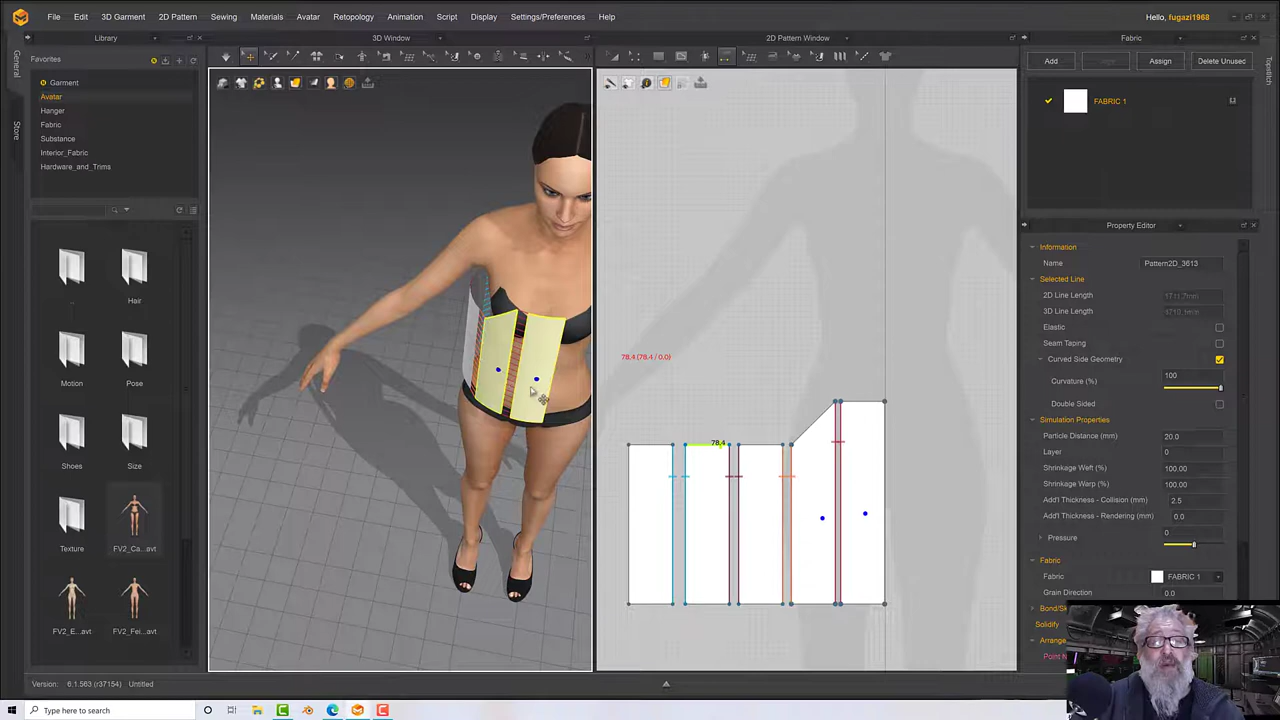 File Edit 3D Garment 2D Pattern Sewing Materials Avatar Retopology Animation Script Display Settings/Preferences Help
Hello, fugazi1968
Library
3D Window
2D Pattern Window
Fabric
General
Store
Topstitch
Favorites
Garment
Avatar
Hanger
Fabric
Substance
Interior_Fabric
Hardware_and_Trims
Add
Assign
Delete Unused
FABRIC 1
Hair
Motion
Pose
Shoes
Size
Texture
FV2_Ca...avt
FV2_E...avt
FV2_Fei...avt
78.4 (78.4 / 0.0)
78.4
Property Editor
Information
Name Pattern2D_3613
Selected Line
2D Line Length
3D Line Length
Elastic
Seam Taping
Curved Side Geometry
Curvature (%) 100
Double Sided
Simulation Properties
Particle Distance (mm) 20.0
Layer 0
Shrinkage Weft (%) 100.00
Shrinkage Warp (%) 100.00
Add'l Thickness - Collision (mm) 2.5
Add'l Thickness - Rendering (mm) 0.0
Pressure 0
Fabric
Fabric FABRIC 1
Grain Direction 0.0
Solidify
Version: 6.1.563 (r37154) Untitled
Type here to search